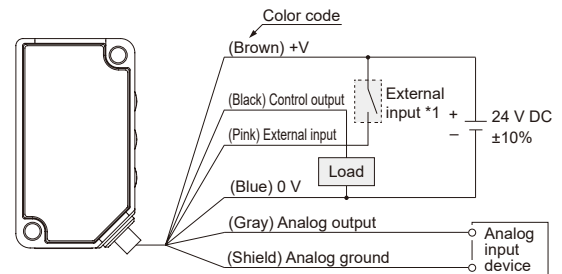 Color code
(Brown) +V
(Black) Control output
External
input *1
+
–
24 V DC
±10%
(Pink) External input
Load
(Blue) 0 V
(Gray) Analog output
(Shield) Analog ground
Analog
input
device